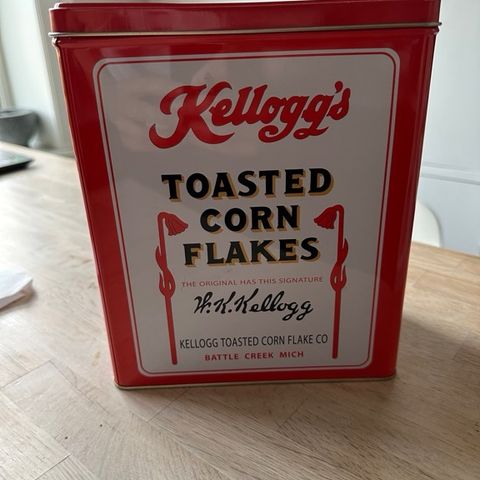 Kellogg's
TOASTED
CORN
FLAKES
THE ORIGINAL HAS THIS SIGNATURE
W.K.Kellogg
KELLOGG TOASTED CORN FLAKE CO
BATTLE CREEK MICH